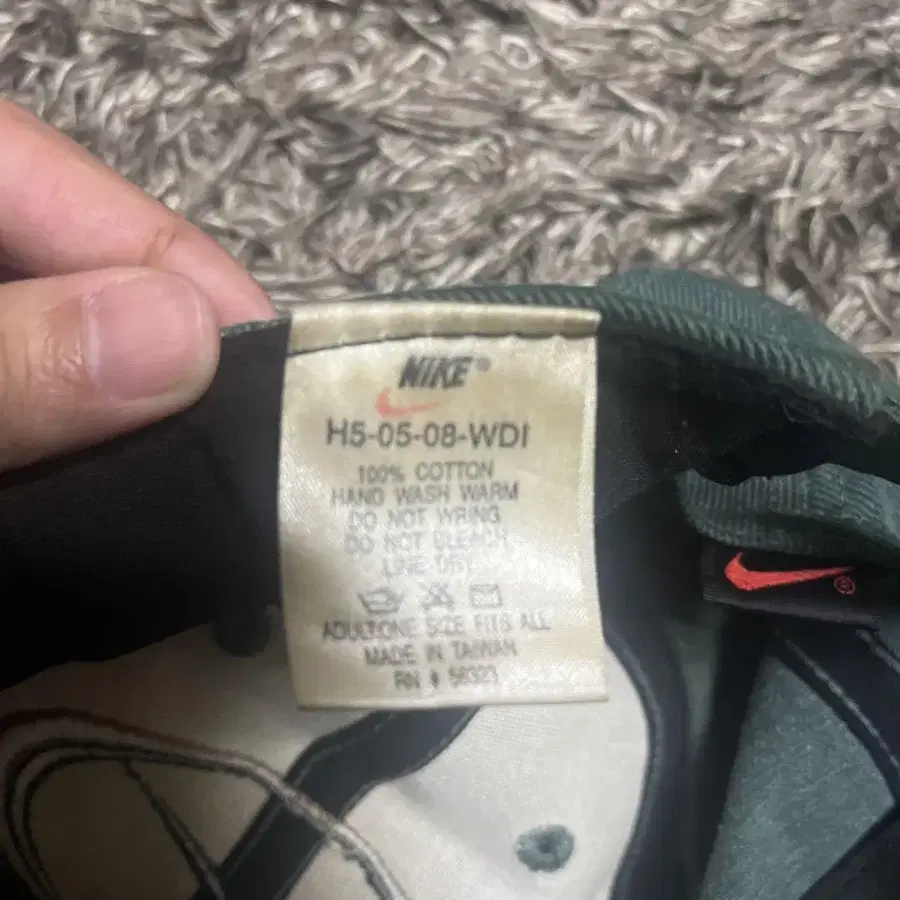 NIKE®
H5-05-08-WDI
100% COTTON
HAND WASH WARM
DO NOT WRING
DO NOT BLEACH
LINE DRY
ADULT:ONE SIZE FITS ALL
MADE IN TAIWAN
RN # 56323
®